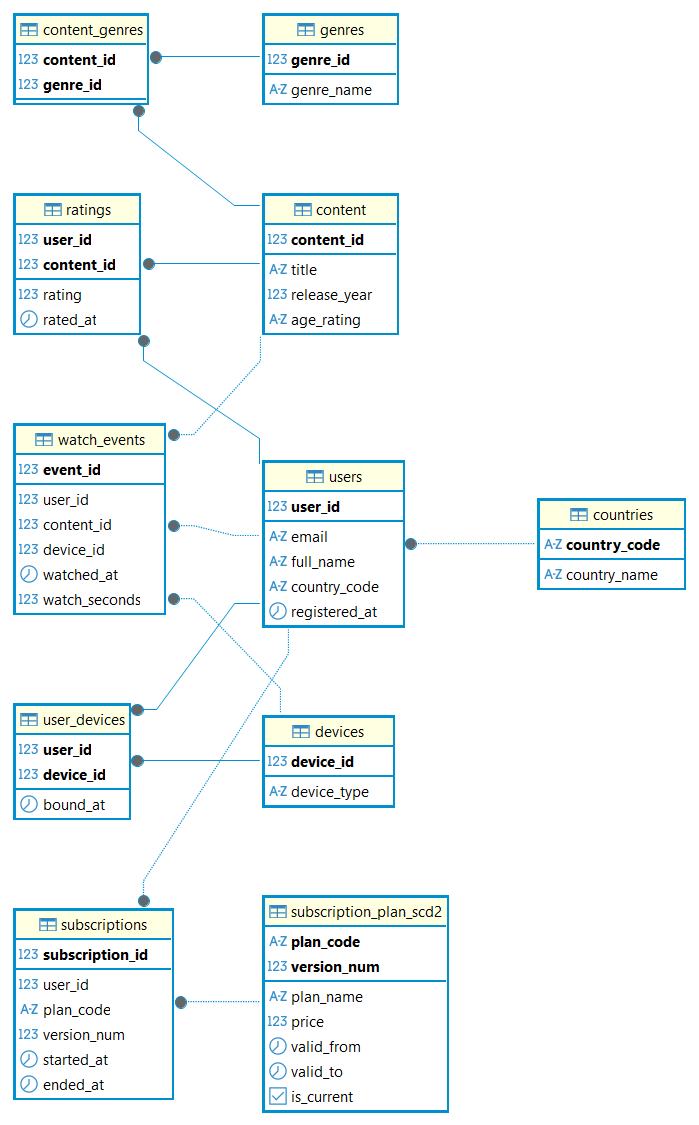 content_genres
123 content_id
123 genre_id
genres
123 genre_id
A-Z genre_name
ratings
123 user_id
123 content_id
123 rating
rated_at
content
123 content_id
A-Z title
123 release_year
A-Z age_rating
watch_events
123 event_id
123 user_id
123 content_id
123 device_id
watched_at
123 watch_seconds
users
123 user_id
A-Z email
A-Z full_name
A-Z country_code
registered_at
countries
A-Z country_code
A-Z country_name
user_devices
123 user_id
123 device_id
bound_at
devices
123 device_id
A-Z device_type
subscriptions
123 subscription_id
123 user_id
A-Z plan_code
123 version_num
started_at
ended_at
subscription_plan_scd2
A-Z plan_code
123 version_num
A-Z plan_name
123 price
valid_from
valid_to
is_current